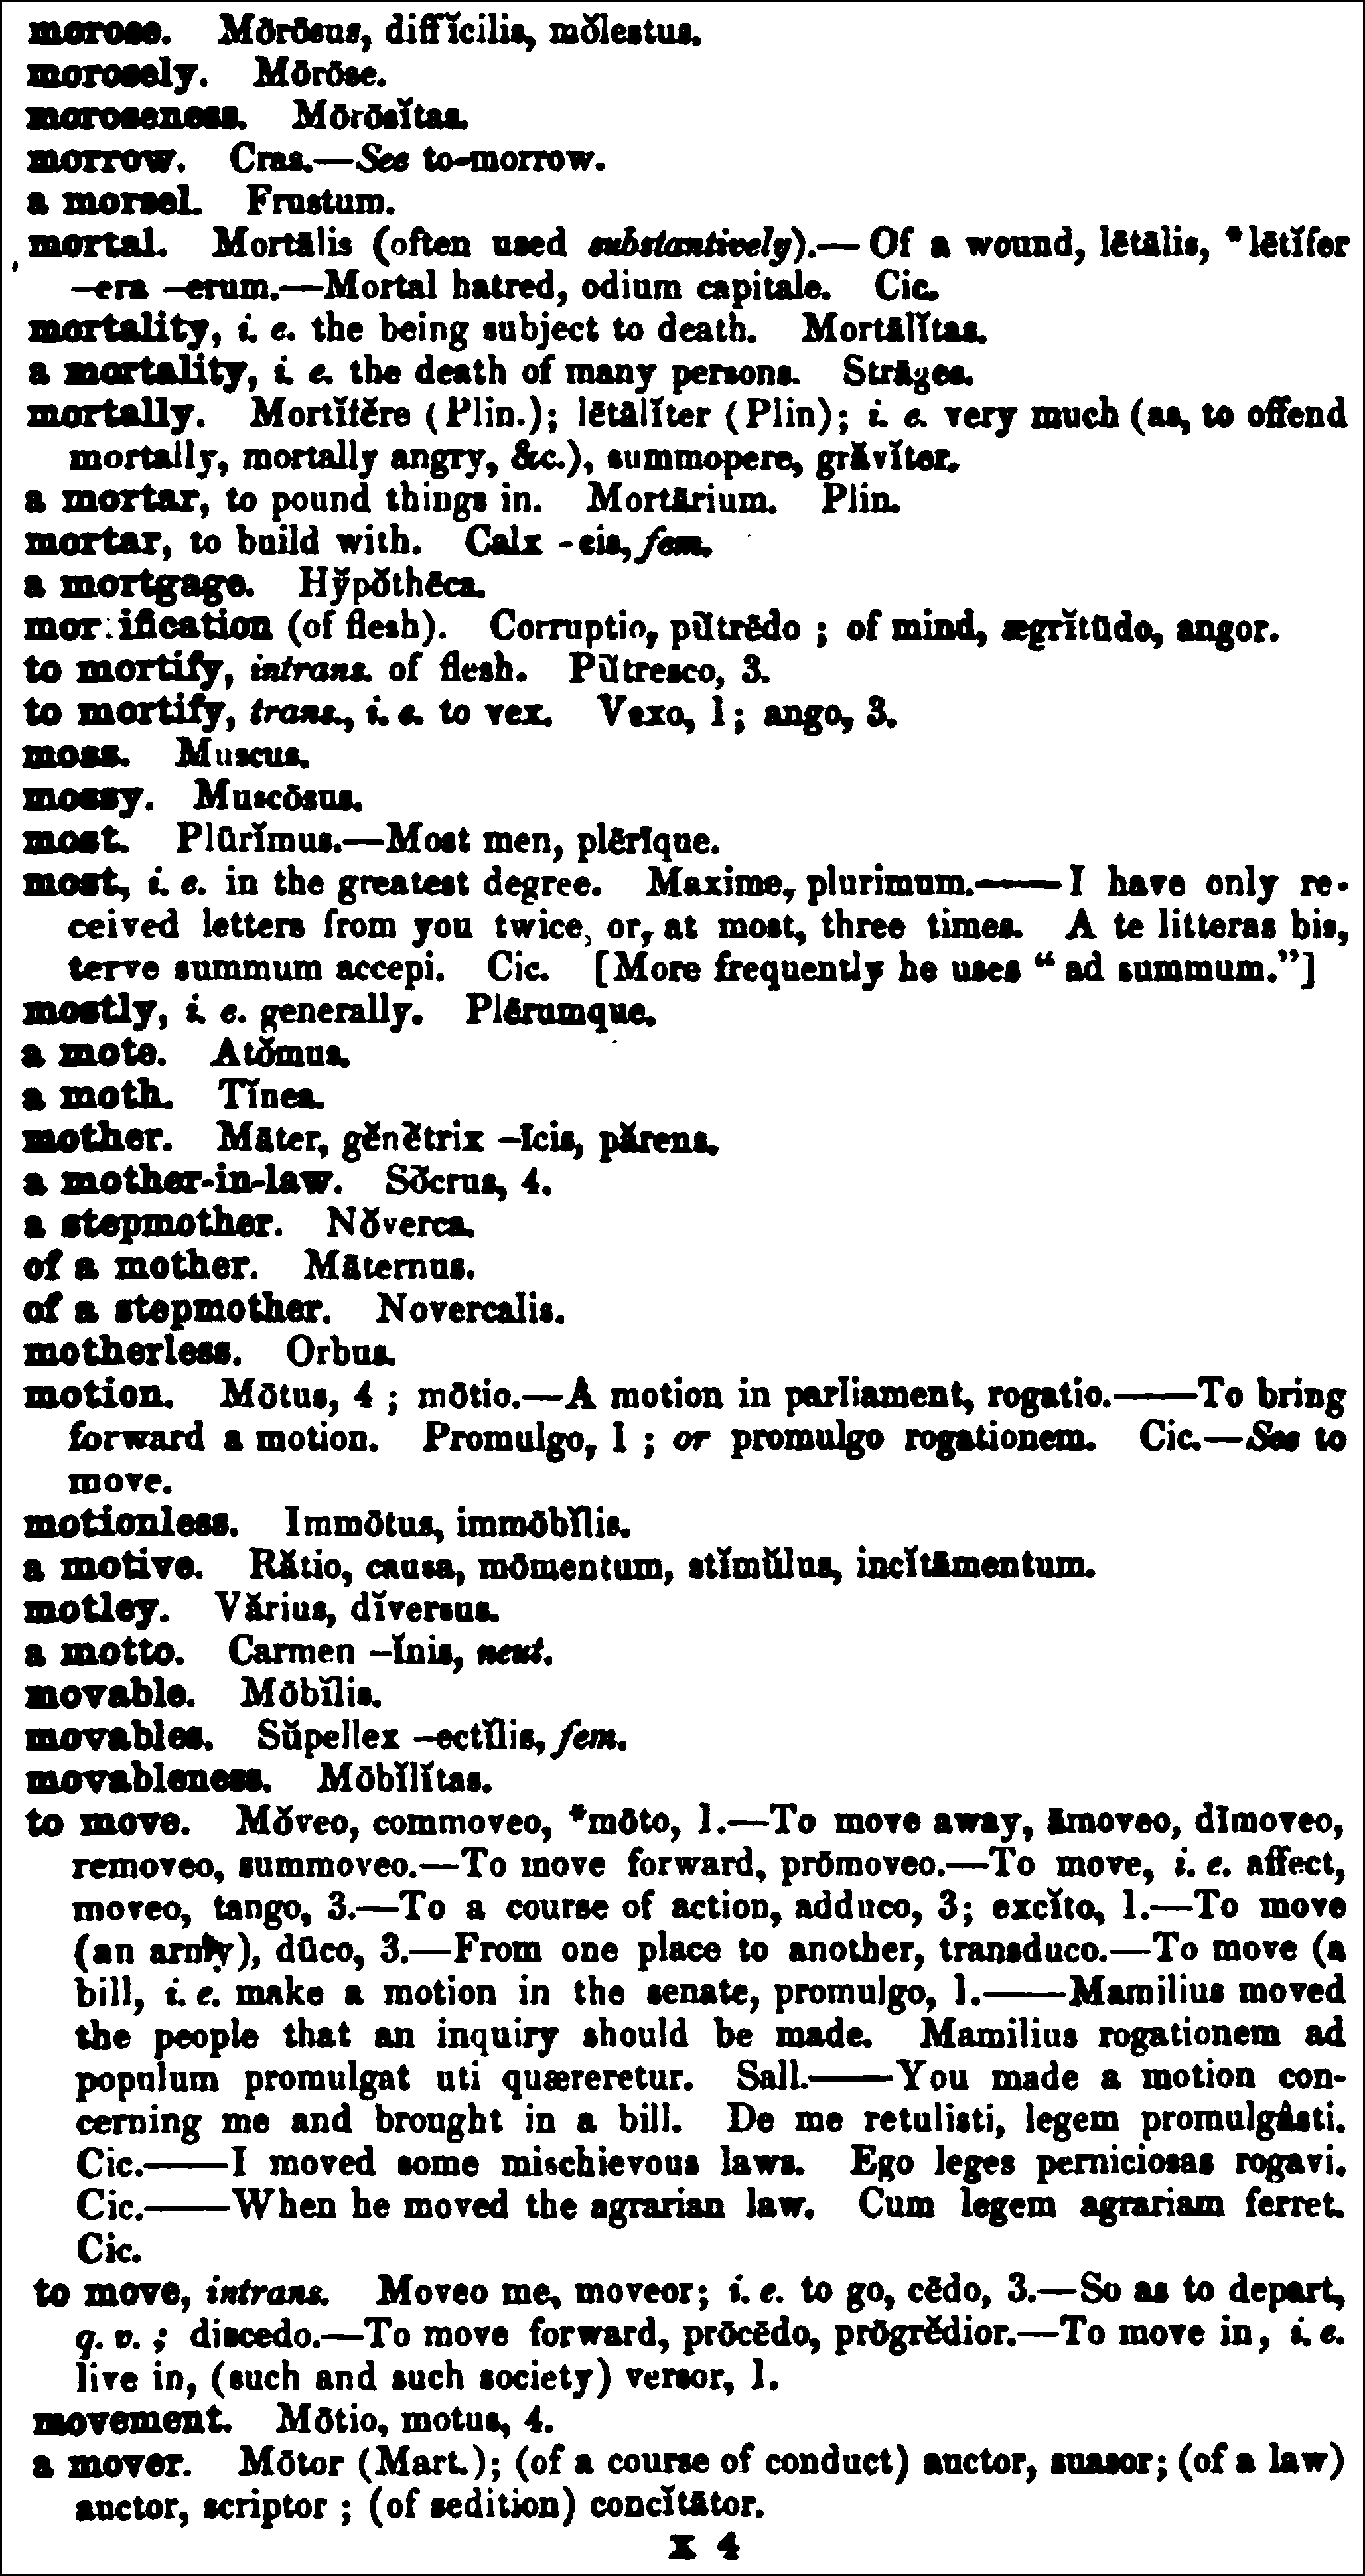 morose. Mōrōsus, diffĭcilis, mŏlestus.
morosely. Mōrōse.
moroseness. Mōrōsĭtas.
morrow. Cras.—See to-morrow.
a morsel. Frustum.
mortal. Mortālis (often used substantively).— Of a wound, lētālis, *lētĭfer
–era –erum.—Mortal hatred, odium capitale. Cic.
mortality, i. e. the being subject to death. Mortālĭtas.
a mortality, i. e. the death of many persons. Strāges.
mortally. Mortĭfĕre (Plin.); lētālĭter (Plin); i. e. very much (as, to offend
mortally, mortally angry, &c.), summopere, grăvĭter.
a mortar, to pound things in. Mortārium. Plin.
mortar, to build with. Calx -cis, fem.
a mortgage. Hy̆pŏthēca.
mor ification (of flesh). Corruptio, pŭtrēdo ; of mind, ægrĭtūdo, angor.
to mortify, intrans. of flesh. Pŭtresco, 3.
to mortify, trans., i. e. to vex. Vexo, 1; ango, 3.
moss. Muscus.
mossy. Muscōsus.
most. Plūrĭmus.—Most men, plērīque.
most, i. e. in the greatest degree. Maxime, plurimum.——I have only re-
ceived letters from you twice, or, at most, three times. A te litteras bis,
terve summum accepi. Cic. [More frequently he uses “ ad summum.”]
mostly, i. e. generally. Plērumque.
a mote. Atŏmus.
a moth. Tĭnea.
mother. Māter, gĕnĕtrix –īcis, părens.
a mother-in-law. Sŏcrus, 4.
a stepmother. Nŏverca.
of a mother. Māternus.
of a stepmother. Novercalis.
motherless. Orbus.
motion. Mōtus, 4 ; mōtio.—A motion in parliament, rogatio.——To bring
forward a motion. Promulgo, 1 ; or promulgo rogationem. Cic.—See to
move.
motionless. Immōtus, immōbĭlis.
a motive. Rătio, causa, mōmentum, stĭmŭlus, incĭtāmentum.
motley. Vărius, dīversus.
a motto. Carmen –ĭnis, neut.
movable. Mōbĭlis.
movables. Sŭpellex –ectĭlis, fem.
movableness. Mōbĭlĭtas.
to move. Mŏveo, commoveo, *mōto, 1.—To move away, āmoveo, dīmoveo,
removeo, summoveo.—To move forward, prōmoveo.—To move, i. e. affect,
moveo, tango, 3.—To a course of action, adduco, 3; excĭto, 1.—To move
(an army), dūco, 3.—From one place to another, transduco.—To move (a
bill, i. e. make a motion in the senate, promulgo, 1.——Mamilius moved
the people that an inquiry should be made. Mamilius rogationem ad
populum promulgat uti quæreretur. Sall.——You made a motion con-
cerning me and brought in a bill. De me retulisti, legem promulgâsti.
Cic.——I moved some mischievous laws. Ego leges perniciosas rogavi.
Cic.——When he moved the agrarian law. Cum legem agrariam ferret.
Cic.
to move, intrans. Moveo me, moveor; i. e. to go, cēdo, 3.—So as to depart,
q. v. ; discedo.—To move forward, prōcēdo, prōgrĕdior.—To move in, i. e.
live in, (such and such society) versor, 1.
movement. Mōtio, motus, 4.
a mover. Mōtor (Mart.); (of a course of conduct) auctor, suasor; (of a law)
auctor, scriptor ; (of sedition) concĭtātor.
X 4